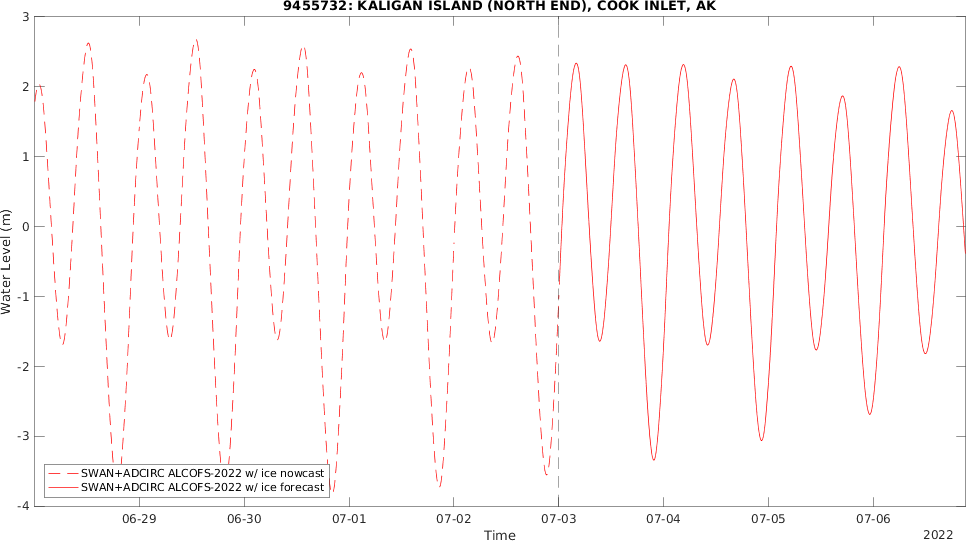 9455732: KALIGAN ISLAND (NORTH END), COOK INLET, AK
3
2
1
0
-1
-2
-3
-4
Water Level (m)
SWAN+ADCIRC ALCOFS-2022 w/ ice nowcast
SWAN+ADCIRC ALCOFS-2022 w/ ice forecast
06-29 06-30 07-01 07-02 07-03 07-04 07-05 07-06
Time
2022